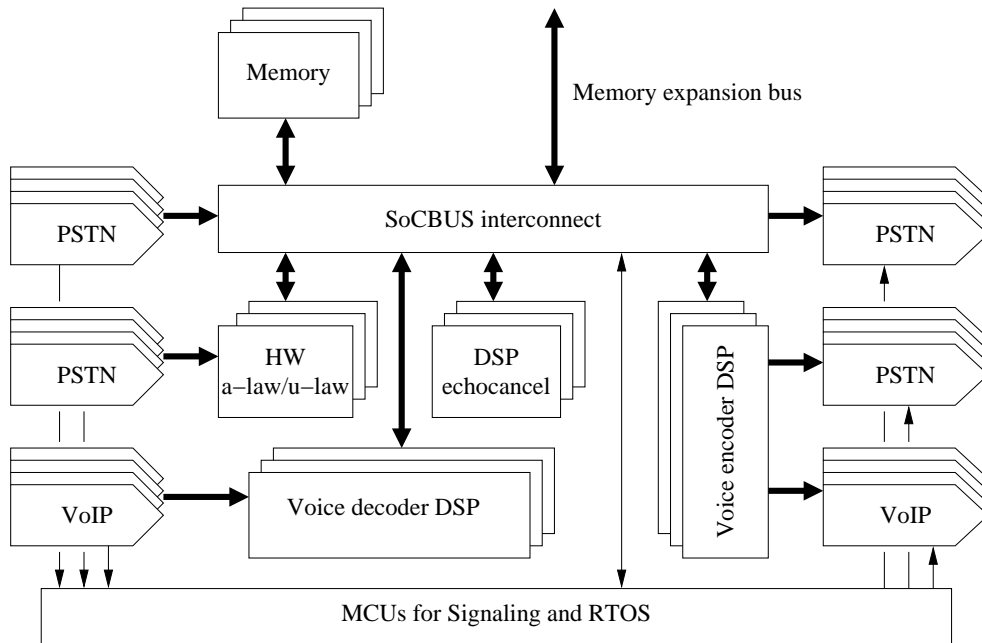 Memory
Memory expansion bus
PSTN
SoCBUS interconnect
PSTN
PSTN
HW
a−law/u−law
DSP
echocancel
Voice encoder DSP
PSTN
VoIP
Voice decoder DSP
VoIP
MCUs for Signaling and RTOS